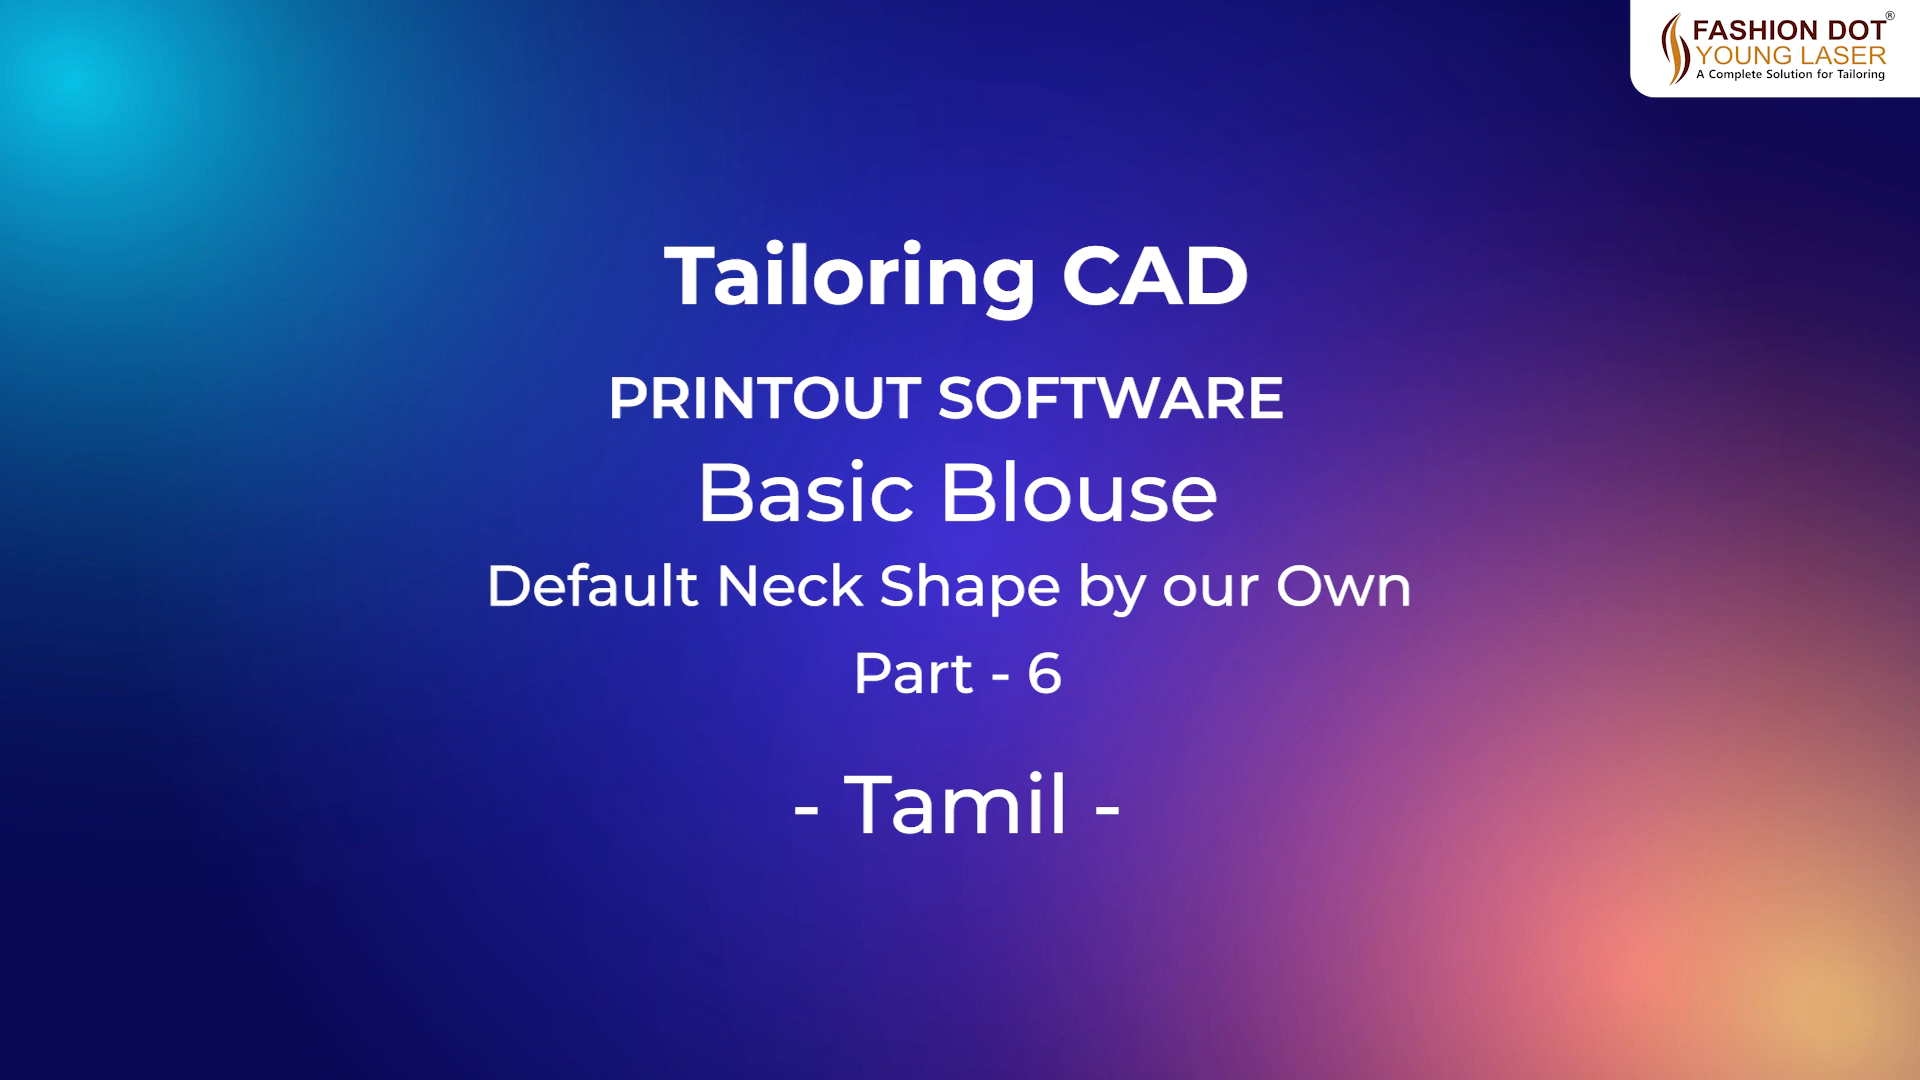 FASHION DOT®
YOUNG LASER
A Complete Solution for Tailoring
Tailoring CAD
PRINTOUT SOFTWARE
Basic Blouse
Default Neck Shape by our Own
Part - 6
- Tamil -